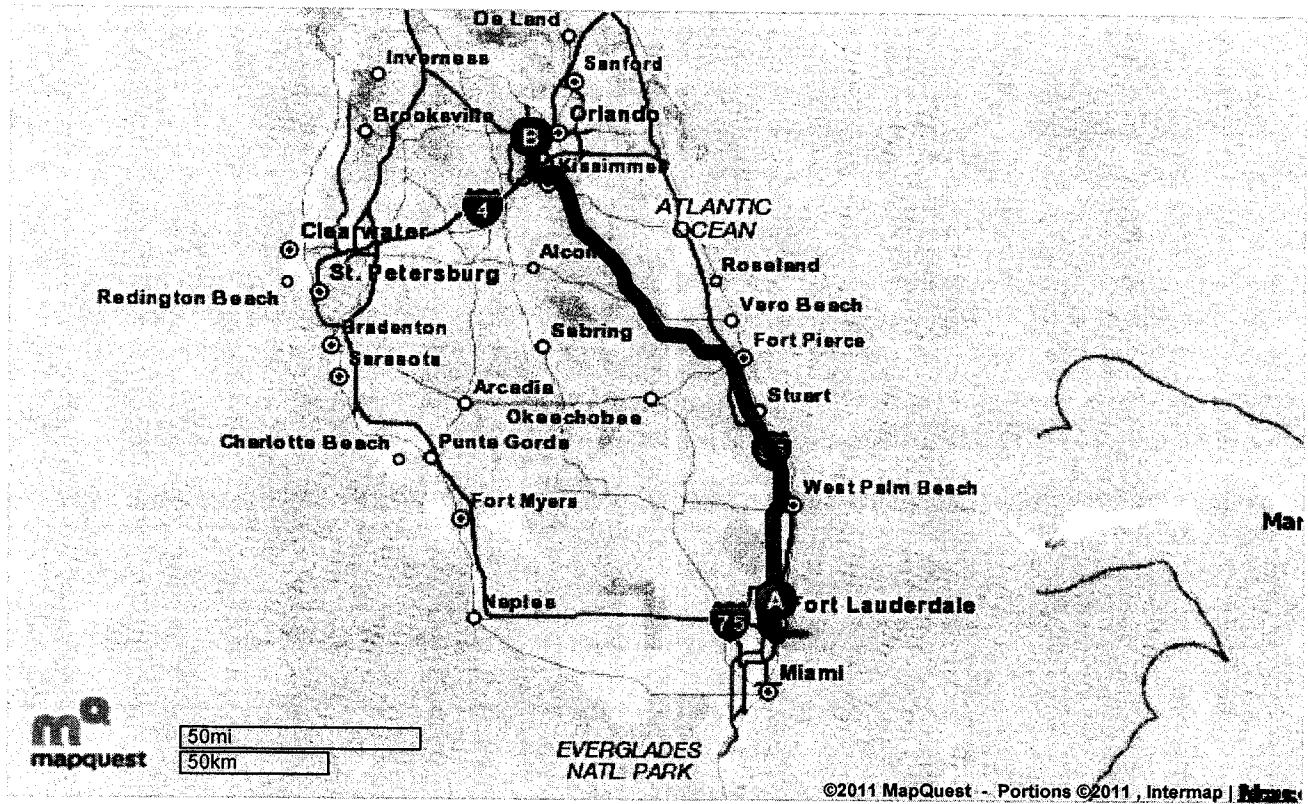 De Land
Inverness
Sanford
Brooksville
Orlando
B
Kissimmee
4
ATLANTIC
OCEAN
Clearwater
Alcoma
Roseland
St. Petersburg
Redington Beach
Vero Beach
Bradenton
Sebring
Fort Pierce
Sarasota
Arcadia
Stuart
Okeechobee
Charlotte Beach
Punta Gorda
West Palm Beach
Fort Myers
Mar
Naples
A
Fort Lauderdale
75
Miami
mq
mapquest
50mi
50km
EVERGLADES
NATL. PARK
©2011 MapQuest - Portions ©2011 , Intermap |